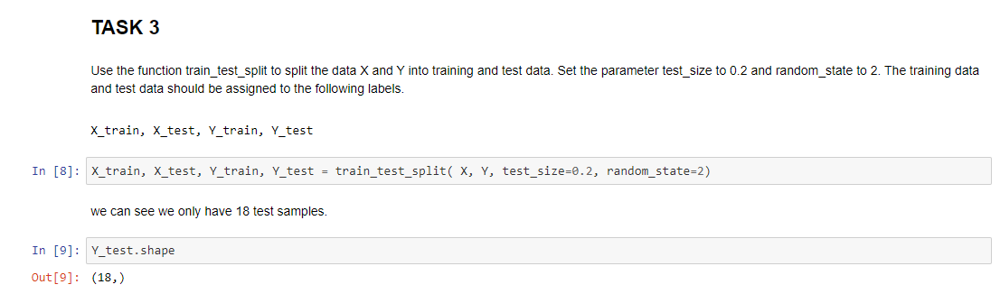 TASK 3
Use the function train_test_split to split the data X and Y into training and test data. Set the parameter test_size to 0.2 and random_state to 2. The training data
and test data should be assigned to the following labels.
X_train, X_test, Y_train, Y_test
In [8]: X_train, X_test, Y_train, Y_test = train_test_split( X, Y, test_size=0.2, random_state=2)
we can see we only have 18 test samples.
In [9]: Y_test.shape
Out[9]: (18,)